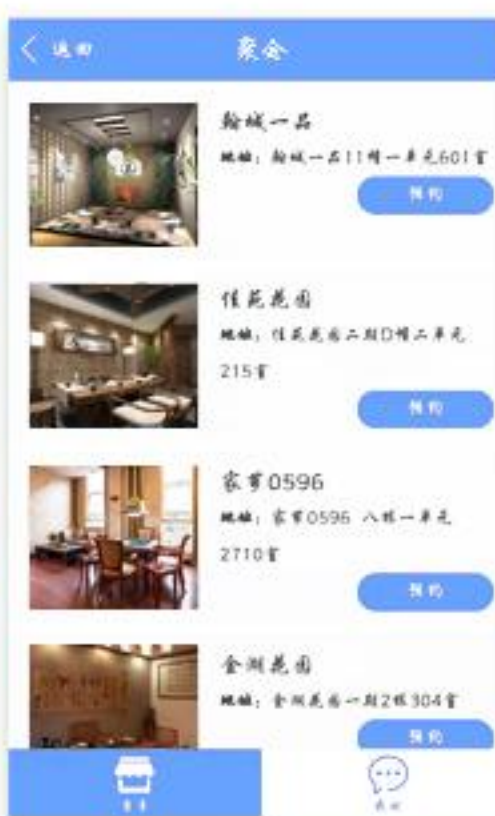 返回
聚会
翰城一品
地址：翰城一品11幢一单元601室
预约
佳苑花园
地址：佳苑花园二期D幢二单元
215室
预约
家萝0596
地址：家萝0596 八栋一单元
2710室
预约
金湖花园
地址：金湖花园一期2栋304室
预约